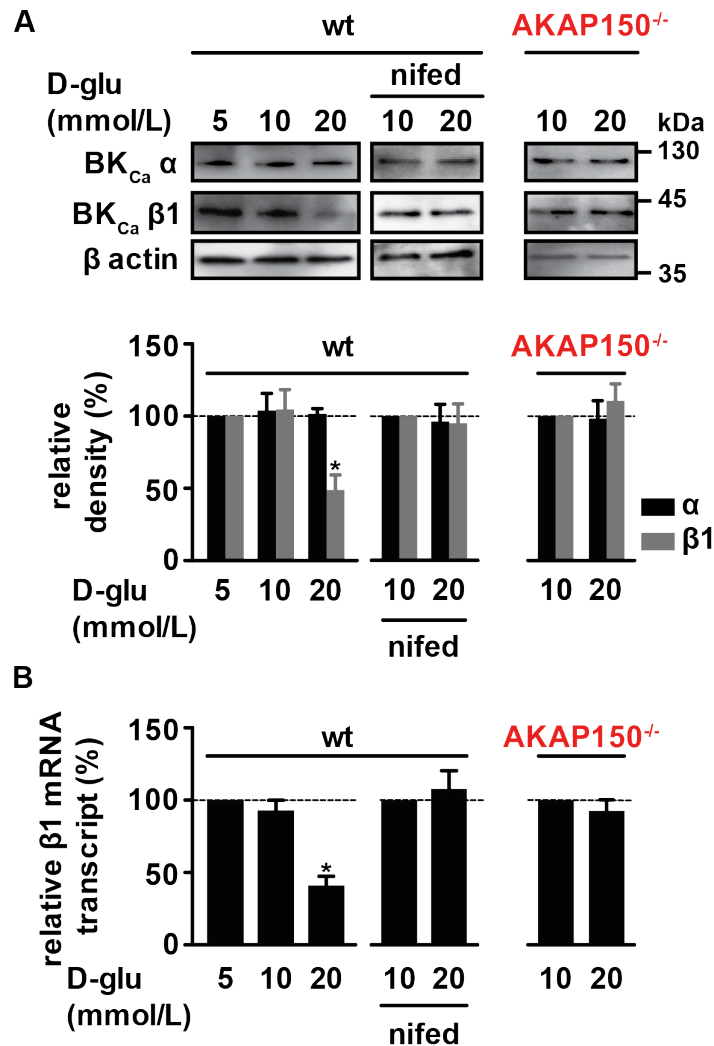 A
wt AKAP150-/-
D-glu nifed
(mmol/L) 5 10 20 10 20 10 20 kDa
BKCa α 130
BKCa β1 45
β actin 35
wt AKAP150-/-
relative density (%)
150
100
50
0
α
β1
D-glu 5 10 20 10 20 10 20
(mmol/L) nifed
B
wt AKAP150-/-
relative β1 mRNA
transcript (%)
150
100
50
0
*
*
D-glu 5 10 20 10 20 10 20
(mmol/L) nifed